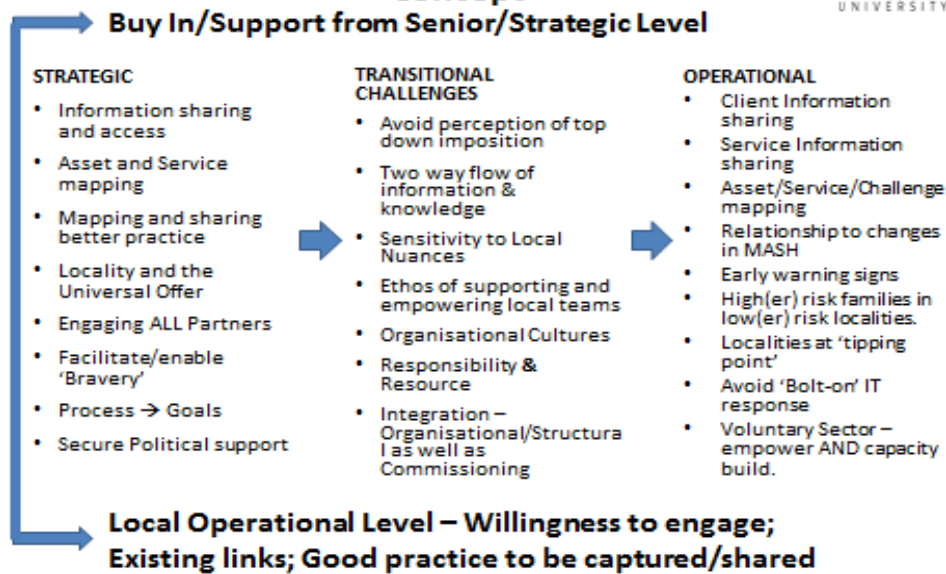 UNIVERSITY
Buy In/Support from Senior/Strategic Level
STRATEGIC
• Information sharing
and access
• Asset and Service
mapping
• Mapping and sharing
better practice
• Locality and the
Universal Offer
• Engaging ALL Partners
• Facilitate/enable
‘Bravery’
• Process → Goals
• Secure Political support
TRANSITIONAL
CHALLENGES
• Avoid perception of top
down imposition
• Two way flow of
information &
knowledge
• Sensitivity to Local
Nuances
• Ethos of supporting and
empowering local teams
• Organisational Cultures
• Responsibility &
Resource
• Integration –
Organisational/Structura
l as well as
Commissioning
OPERATIONAL
• Client Information
sharing
• Service Information
sharing
• Asset/Service/Challenge
mapping
• Relationship to changes
in MASH
• Early warning signs
• High(er) risk families in
low(er) risk localities.
• Localities at ‘tipping
point’
• Avoid ‘Bolt-on’ IT
response
• Voluntary Sector –
empower AND capacity
build.
Local Operational Level – Willingness to engage;
Existing links; Good practice to be captured/shared